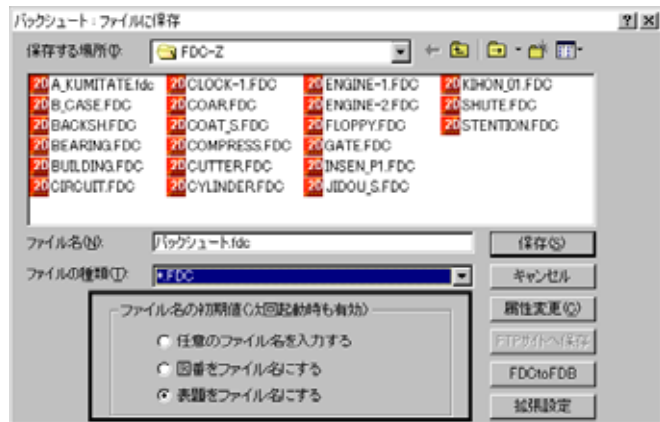 バックシュート：ファイルに保存
保存する場所(I): FDC-Z
A_KUMITATE.fdc CLOCK-1.FDC ENGINE-1.FDC KIHON_01.FDC
B_CASE.FDC COAR.FDC ENGINE-2.FDC SHUTE.FDC
BACKSH.FDC COAT_S.FDC FLOPPY.FDC STENTION.FDC
BEARING.FDC COMPRESS.FDC GATE.FDC
BUILDING.FDC CUTTER.FDC INSEN_P1.FDC
CIRCUIT.FDC CYLINDER.FDC JIDOU_S.FDC
ファイル名(N): バックシュート.fdc 保存(S)
ファイルの種類(T): *.FDC キャンセル
ファイル名の初期値(次回起動時も有効) 属性変更(C)
任意のファイル名を入力する FTPサイトへ保存
図番をファイル名にする FDCtoFDB
表題をファイル名にする 拡張設定